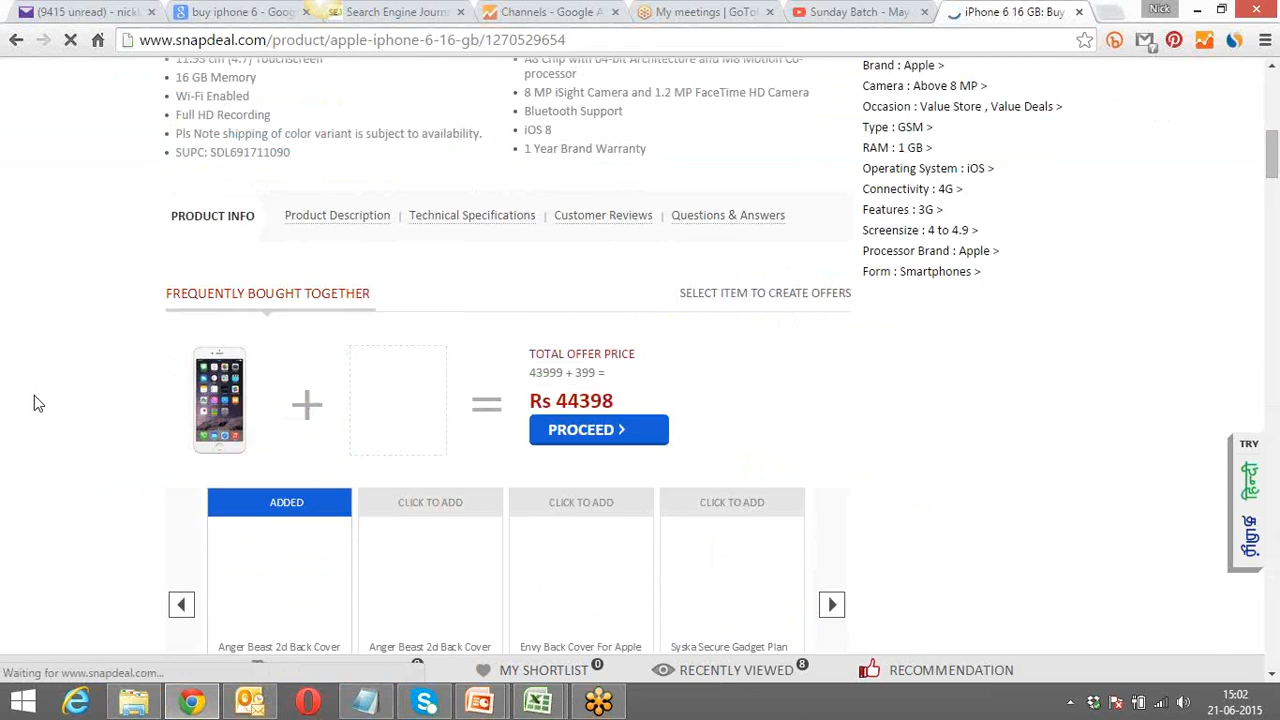 (9415 unread) - nickl
buy iphone 6 - Goog
Search Engine Journ
Channels - Google A
My meetings | GoTo
Sunday Batch - May
iPhone 6 16 GB: Buy
Nick
www.snapdeal.com/product/apple-iphone-6-16-gb/1270529654
11.93 cm (4.7) Touchscreen
16 GB Memory
Wi-Fi Enabled
Full HD Recording
Pls Note shipping of color variant is subject to availability.
SUPC: SDL691711090
A8 Chip with 64-bit Architecture and M8 Motion Co-
processor
8 MP iSight Camera and 1.2 MP FaceTime HD Camera
Bluetooth Support
iOS 8
1 Year Brand Warranty
Brand : Apple >
Camera : Above 8 MP >
Occasion : Value Store , Value Deals >
Type : GSM >
RAM : 1 GB >
Operating System : iOS >
Connectivity : 4G >
Features : 3G >
Screensize : 4 to 4.9 >
Processor Brand : Apple >
Form : Smartphones >
PRODUCT INFO Product Description | Technical Specifications | Customer Reviews | Questions & Answers
FREQUENTLY BOUGHT TOGETHER
SELECT ITEM TO CREATE OFFERS
+
=
TOTAL OFFER PRICE
43999 + 399 =
Rs 44398
PROCEED >
ADDED
CLICK TO ADD
CLICK TO ADD
CLICK TO ADD
Anger Beast 2d Back Cover
Anger Beast 2d Back Cover
Envy Back Cover For Apple
Syska Secure Gadget Plan
TRY
हिन्दी
தமிழ்
Waiting for www.snapdeal.com...
MY SHORTLIST 0
RECENTLY VIEWED 8
RECOMMENDATION
15:02
21-06-2015